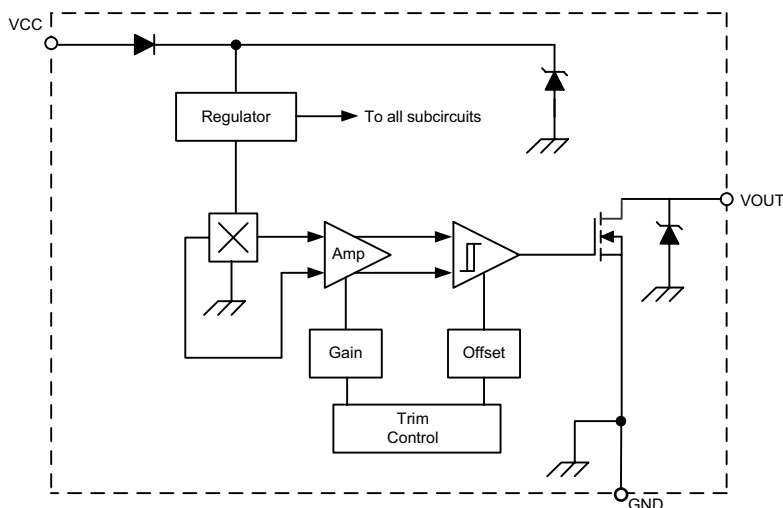 VCC
Regulator
To all subcircuits
VOUT
Amp
Gain
Offset
Trim
Control
GND